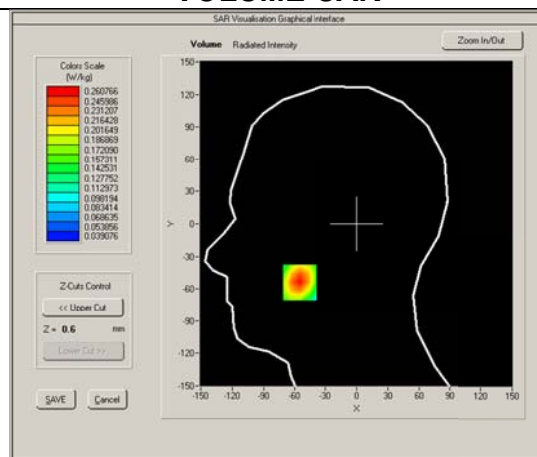 SAR Visualisation Graphical Interface
Volume Radiated Intensity
Zoom In/Out
Colors Scale
(W/kg)
0.260766
0.245986
0.231207
0.216428
0.201649
0.186869
0.172090
0.157311
0.142531
0.127752
0.112973
0.098194
0.083414
0.068635
0.053856
0.039076
Z-Cuts Control
<< Upper Cut
Z = 0.6 mm
Lower Cut >>
SAVE
Cancel
150
120
90
60
30
0
-30
-60
-90
-120
-150
Y
-150 -120 -90 -60 -30 0 30 60 90 120 150
X